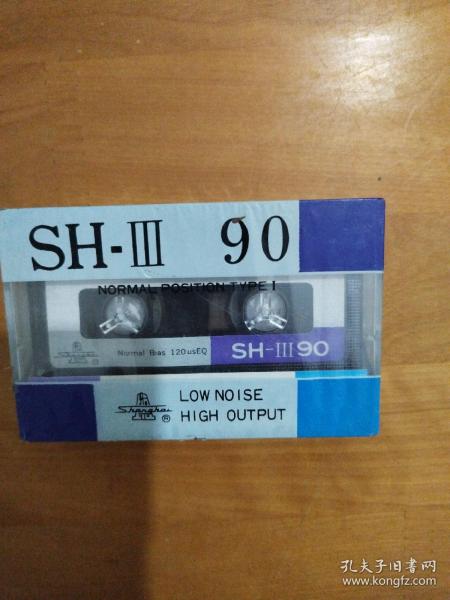 SH-III 90
NORMAL POSITION TYPE I
Normal Bias 120usEQ
SH-III90
®
LOW NOISE
Shanghai
HIGH OUTPUT
®
孔夫子旧书网
www.kongfz.com